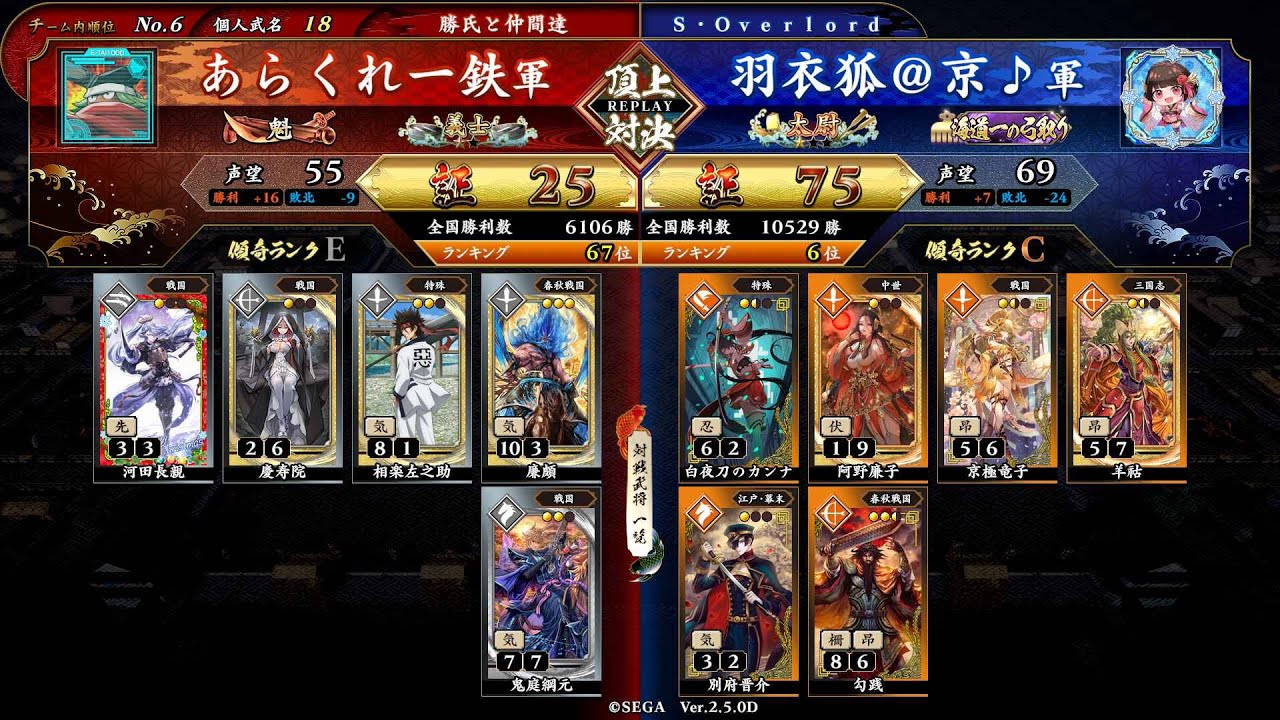 チーム内順位 No.6 個人武名 18 勝氏と仲間達
S・Overlord
あらくれ一鉄軍
頂上
REPLAY
対決
羽衣狐@京♪軍
魁 義士
太尉 海道一の弓取り
声望 55
勝利 +16 敗北 -9
証 25
証 75
声望 69
勝利 +7 敗北 -24
全国勝利数 6106勝
全国勝利数 10529勝
傾奇ランクE
ランキング 67位
ランキング 6位
傾奇ランクC
戦国
先
3 3
河田長親
戦国
2 6
慶寿院
特殊
惡
気
8 1
相楽左之助
春秋戦国
気
10 3
廉頗
特殊
忍
6 2
白夜刀のカンナ
中世
伏
1 9
阿野廉子
戦国
昂
5 6
京極竜子
三国志
昂
5 7
羊祜
対戦武将一覧
戦国
気
7 7
鬼庭綱元
江戸・幕末
気
3 2
別府晋介
春秋戦国
柵 昂
8 6
勾践
©SEGA Ver.2.5.0D